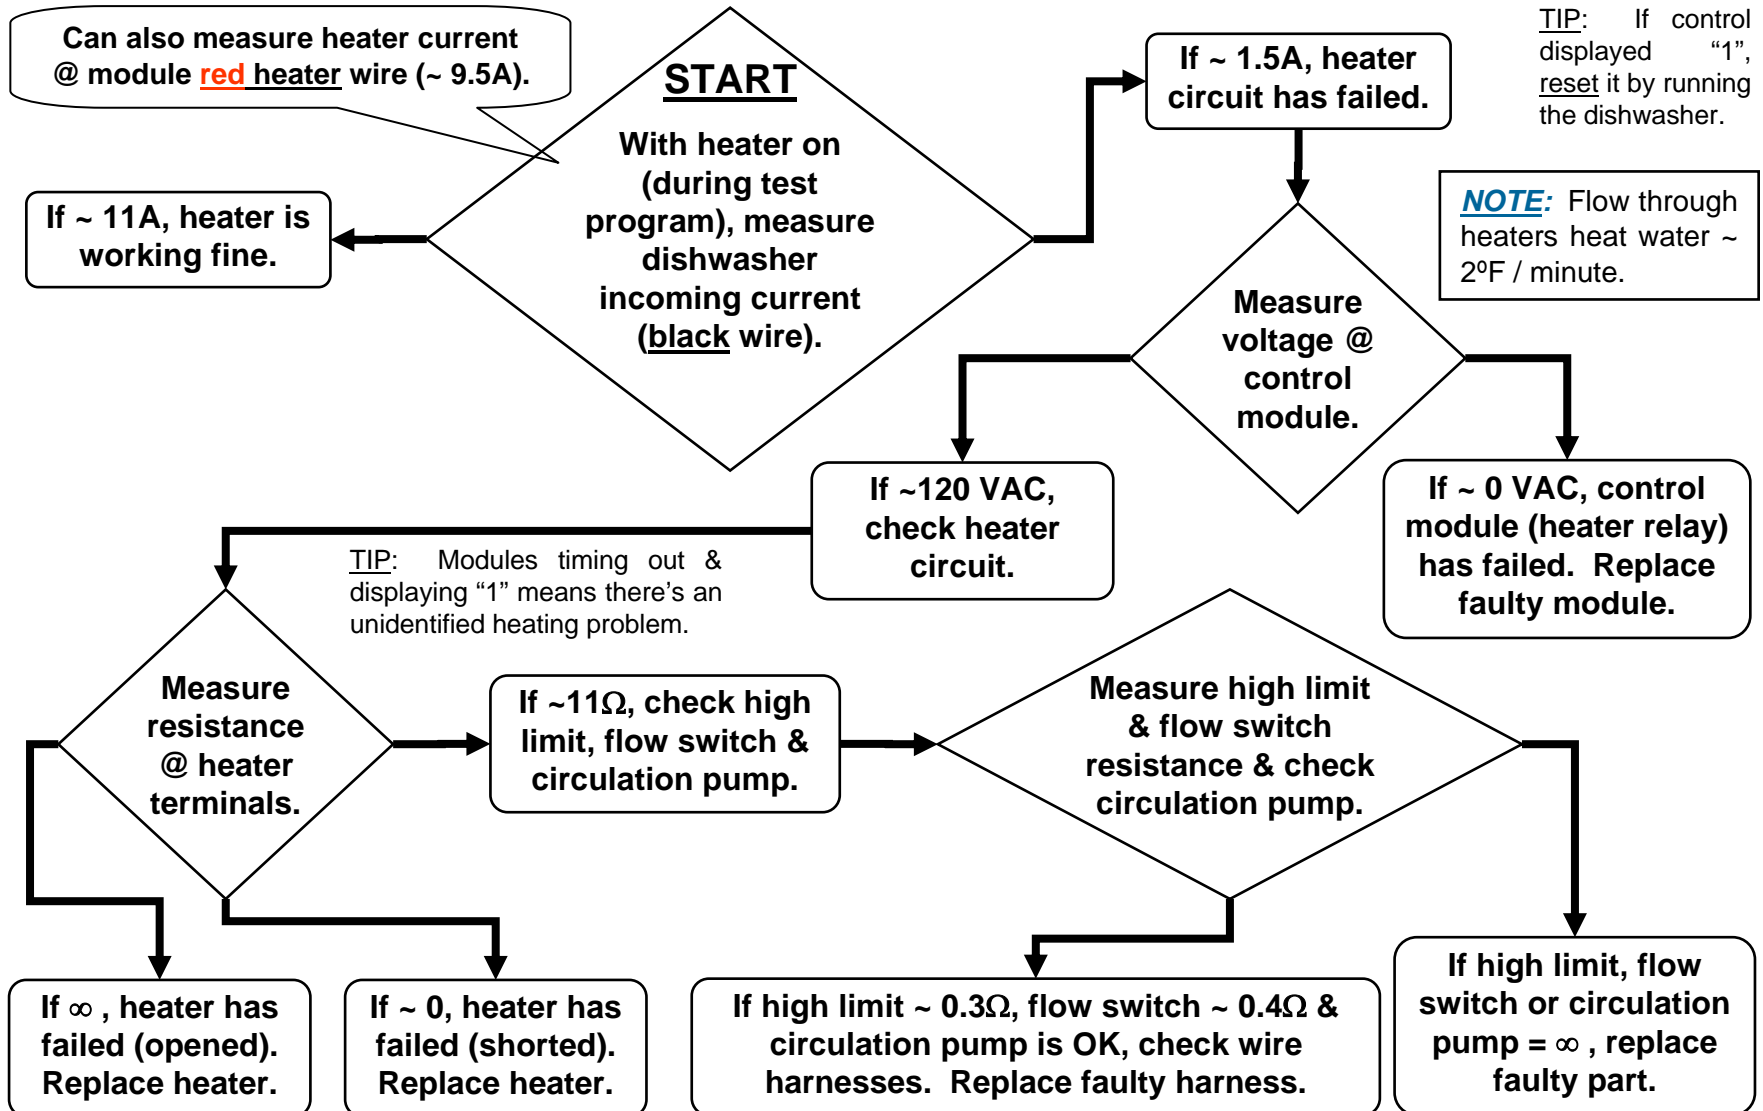 Can also measure heater current
@ module red heater wire (~ 9.5A).
START
With heater on
(during test
program), measure
dishwasher
incoming current
(black wire).
If ~ 11A, heater is
working fine.
If ~ 1.5A, heater
circuit has failed.
TIP: If control
displayed “1”,
reset it by running
the dishwasher.
NOTE: Flow through
heaters heat water ~
2ºF / minute.
Measure
voltage @
control
module.
If ~120 VAC,
check heater
circuit.
If ~ 0 VAC, control
module (heater relay)
has failed. Replace
faulty module.
TIP: Modules timing out &
displaying “1” means there’s an
unidentified heating problem.
Measure
resistance
@ heater
terminals.
If ~11Ω, check high
limit, flow switch &
circulation pump.
Measure high limit
& flow switch
resistance & check
circulation pump.
If ∞ , heater has
failed (opened).
Replace heater.
If ~ 0, heater has
failed (shorted).
Replace heater.
If high limit ~ 0.3Ω, flow switch ~ 0.4Ω &
circulation pump is OK, check wire
harnesses. Replace faulty harness.
If high limit, flow
switch or circulation
pump = ∞ , replace
faulty part.